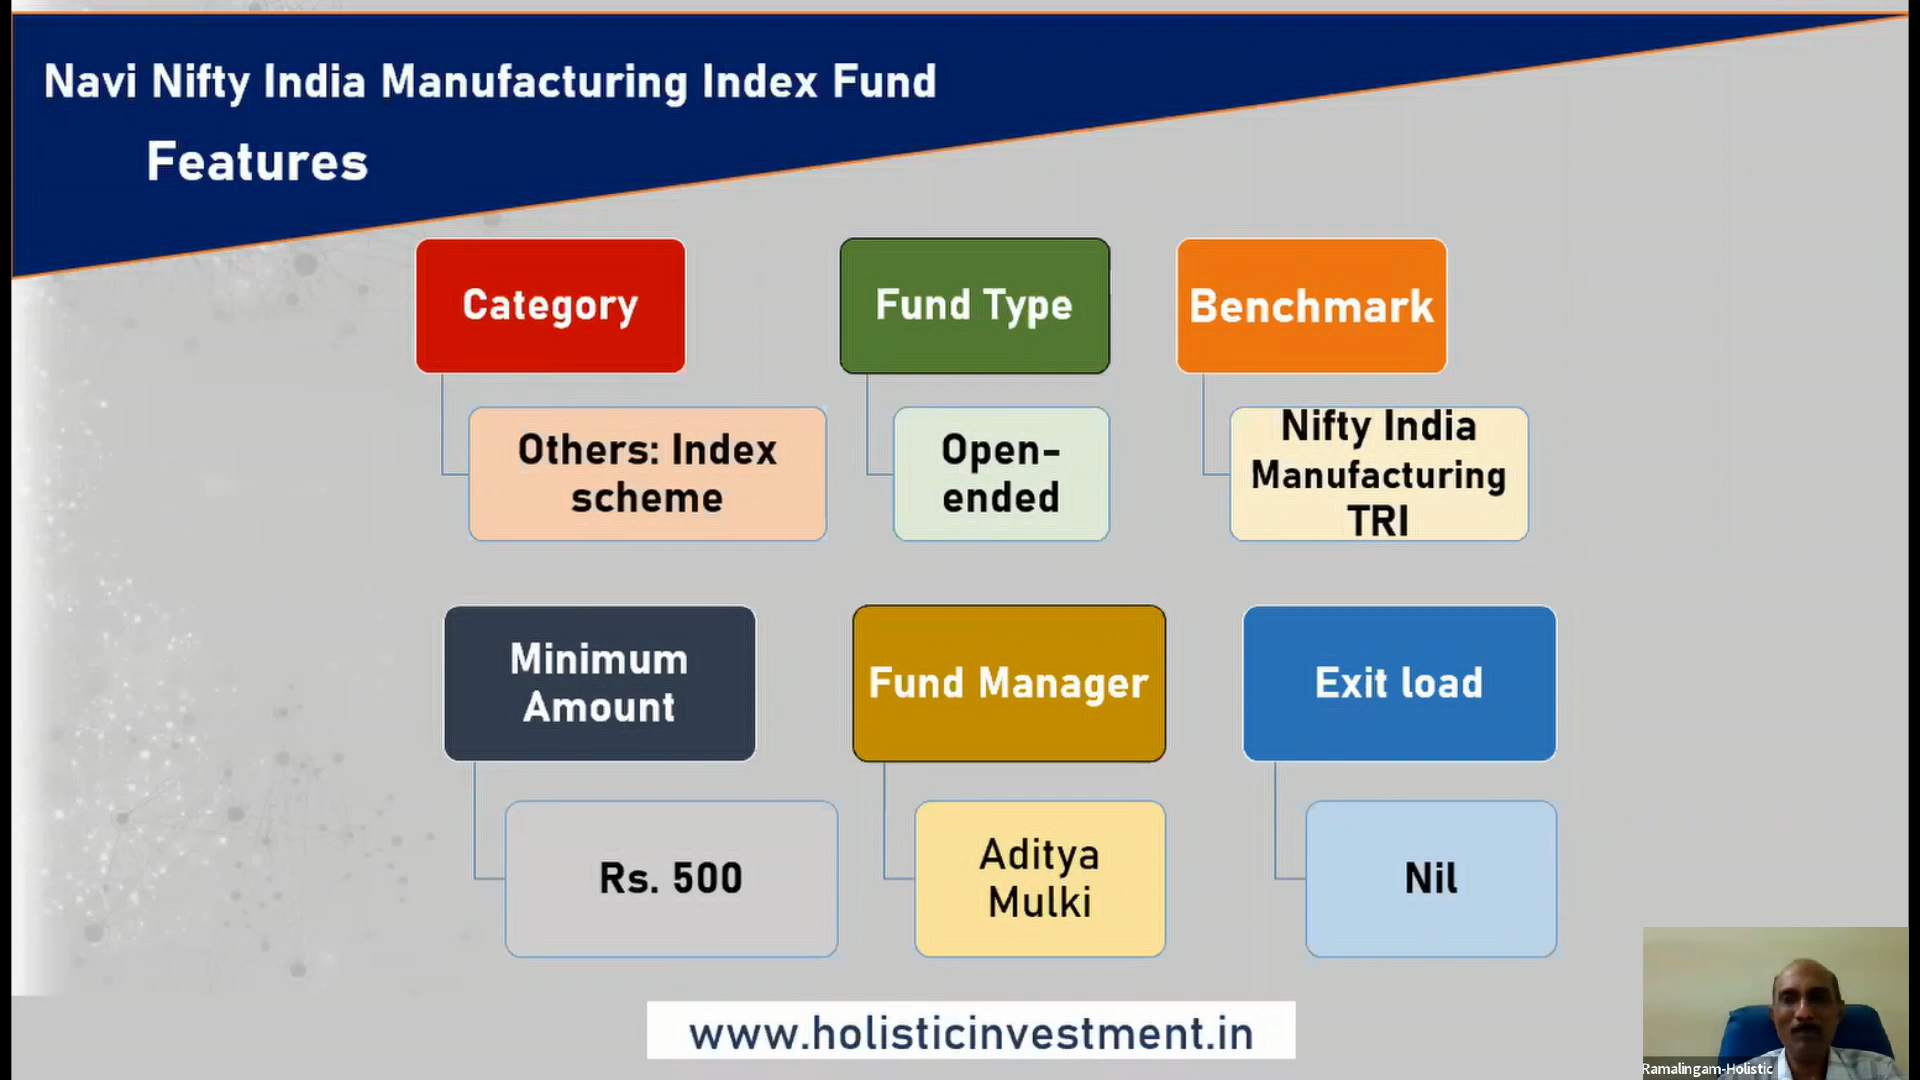 Navi Nifty India Manufacturing Index Fund
Features
Category
Others: Index
scheme
Fund Type
Open-
ended
Benchmark
Nifty India
Manufacturing
TRI
Minimum
Amount
Rs. 500
Fund Manager
Aditya
Mulki
Exit load
Nil
www.holisticinvestment.in
Ramalingam-Holistic